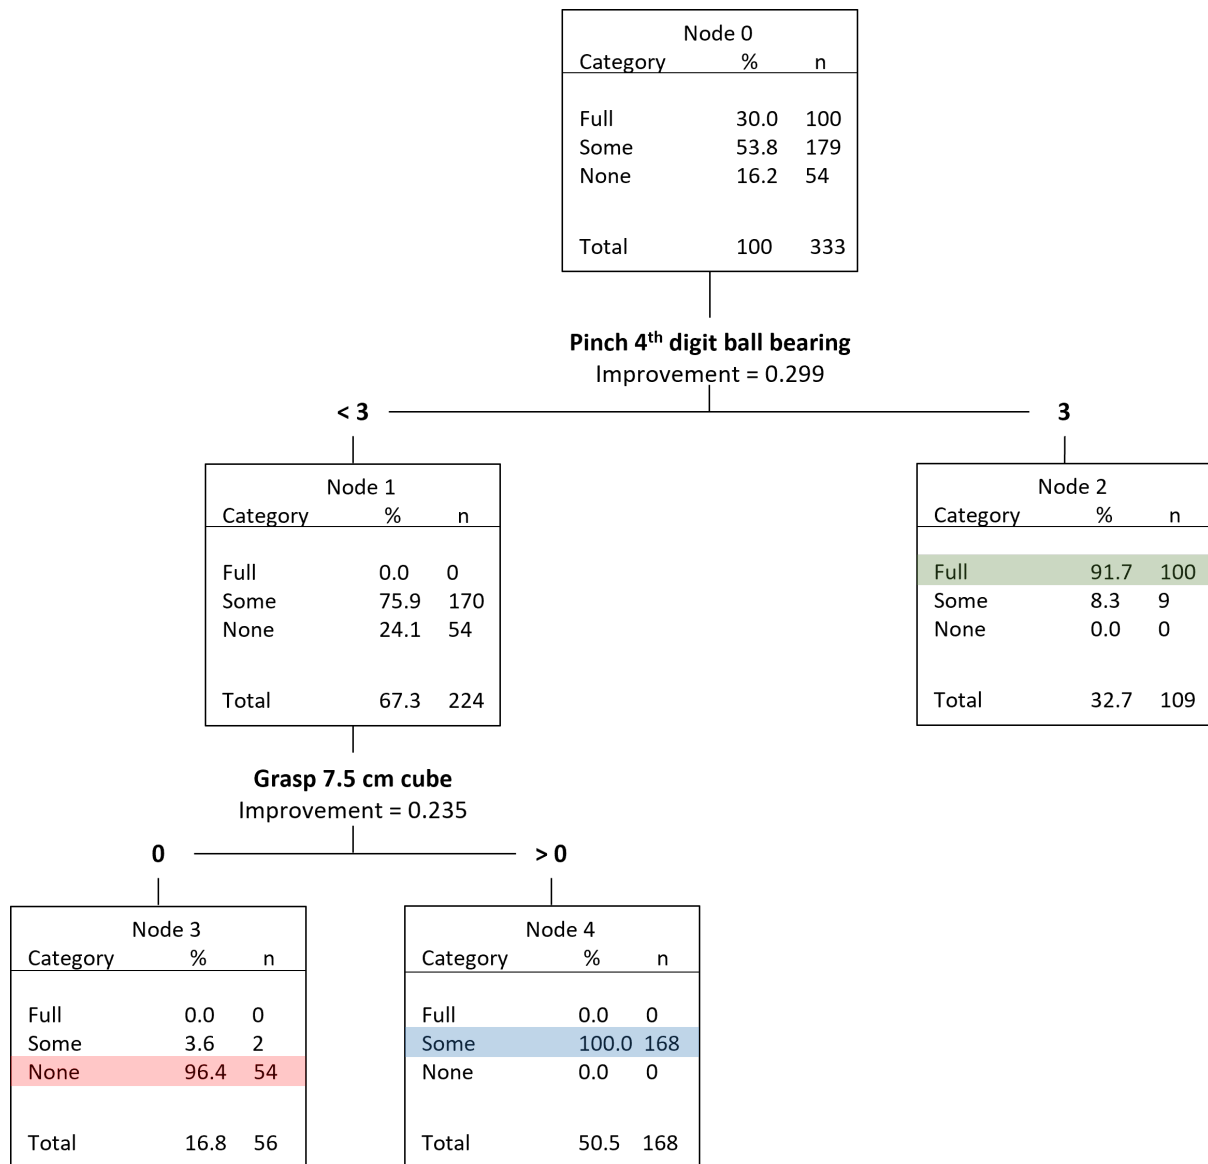 Node 0
Category % n
Full 30.0 100
Some 53.8 179
None 16.2 54
Total 100 333
Pinch 4th digit ball bearing
Improvement = 0.299
< 3 3
Node 1
Category % n
Full 0.0 0
Some 75.9 170
None 24.1 54
Total 67.3 224
Node 2
Category % n
Full 91.7 100
Some 8.3 9
None 0.0 0
Total 32.7 109
Grasp 7.5 cm cube
Improvement = 0.235
0 > 0
Node 3
Category % n
Full 0.0 0
Some 3.6 2
None 96.4 54
Total 16.8 56
Node 4
Category % n
Full 0.0 0
Some 100.0 168
None 0.0 0
Total 50.5 168